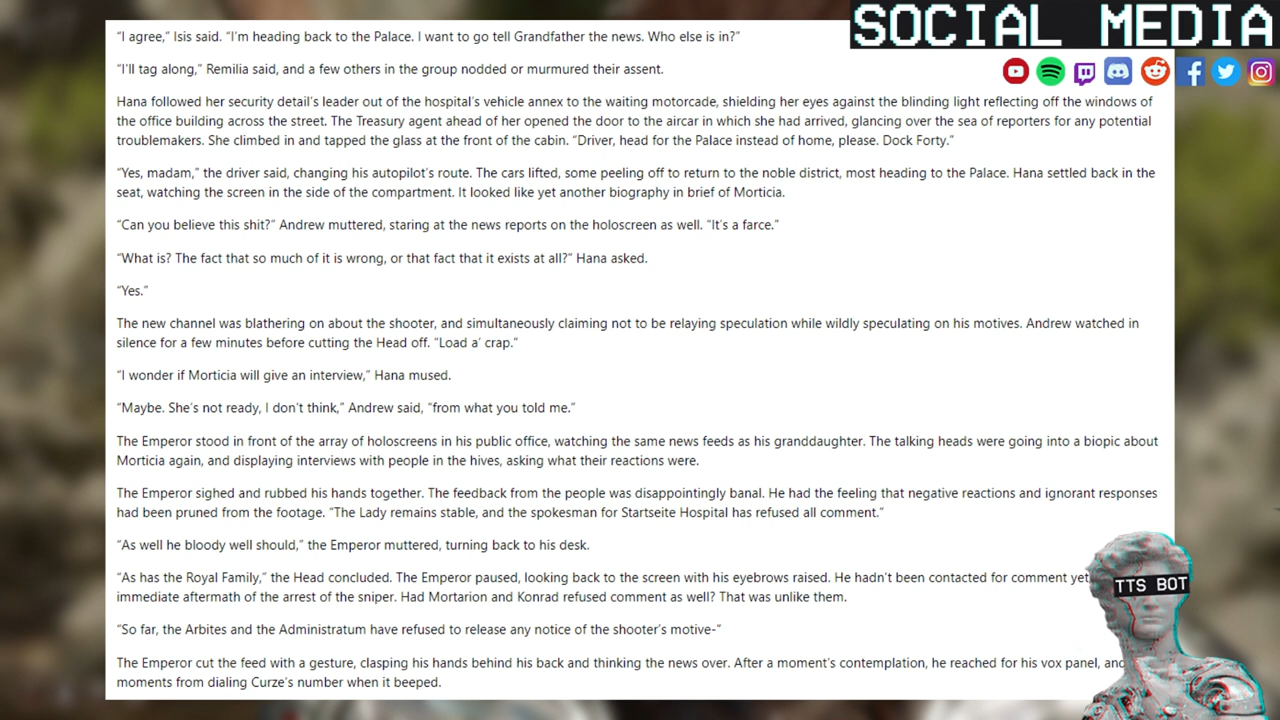 SOCIAL MEDIA
“I agree,” Isis said. “I’m heading back to the Palace. I want to go tell Grandfather the news. Who else is in?”
“I’ll tag along,” Remilia said, and a few others in the group nodded or murmured their assent.
Hana followed her security detail’s leader out of the hospital’s vehicle annex to the waiting motorcade, shielding her eyes against the blinding light reflecting off the windows of
the office building across the street. The Treasury agent ahead of her opened the door to the aircar in which she had arrived, glancing over the sea of reporters for any potential
troublemakers. She climbed in and tapped the glass at the front of the cabin. “Driver, head for the Palace instead of home, please. Dock Forty.”
“Yes, madam,” the driver said, changing his autopilot’s route. The cars lifted, some peeling off to return to the noble district, most heading to the Palace. Hana settled back in the
seat, watching the screen in the side of the compartment. It looked like yet another biography in brief of Morticia.
“Can you believe this shit?” Andrew muttered, staring at the news reports on the holoscreen as well. “It’s a farce.”
“What is? The fact that so much of it is wrong, or that fact that it exists at all?” Hana asked.
“Yes.”
The new channel was blathering on about the shooter, and simultaneously claiming not to be relaying speculation while wildly speculating on his motives. Andrew watched in
silence for a few minutes before cutting the Head off. “Load a’ crap.”
“I wonder if Morticia will give an interview,” Hana mused.
“Maybe. She’s not ready, I don’t think,” Andrew said, “from what you told me.”
The Emperor stood in front of the array of holoscreens in his public office, watching the same news feeds as his granddaughter. The talking heads were going into a biopic about
Morticia again, and displaying interviews with people in the hives, asking what their reactions were.
The Emperor sighed and rubbed his hands together. The feedback from the people was disappointingly banal. He had the feeling that negative reactions and ignorant responses
had been pruned from the footage. “The Lady remains stable, and the spokesman for Startseite Hospital has refused all comment.”
“As well he bloody well should,” the Emperor muttered, turning back to his desk.
“As has the Royal Family,” the Head concluded. The Emperor paused, looking back to the screen with his eyebrows raised. He hadn’t been contacted for comment yet,
immediate aftermath of the arrest of the sniper. Had Mortarion and Konrad refused comment as well? That was unlike them.
“So far, the Arbites and the Administratum have refused to release any notice of the shooter’s motive-“
The Emperor cut the feed with a gesture, clasping his hands behind his back and thinking the news over. After a moment’s contemplation, he reached for his vox panel, and
moments from dialing Curze’s number when it beeped.
TTS BOT